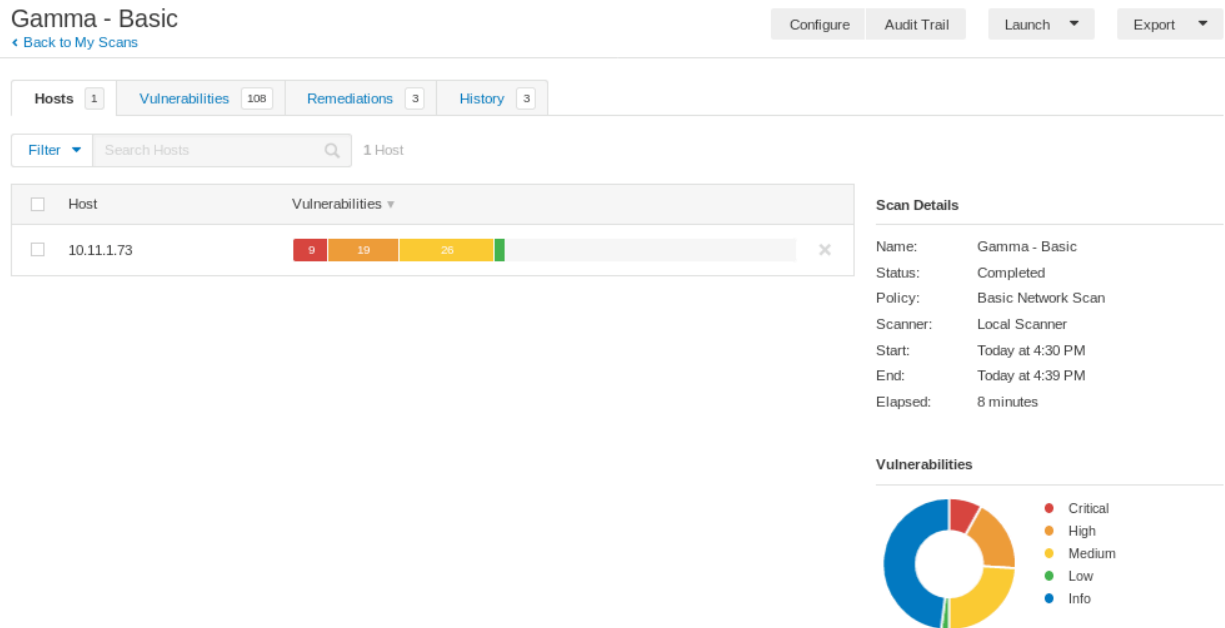 Gamma - Basic
Back to My Scans
Configure Audit Trail Launch Export
Hosts 1 Vulnerabilities 108 Remediations 3 History 3
Filter Search Hosts 1 Host
Host Vulnerabilities
10.11.1.73 9 19 26
Scan Details
Name: Gamma - Basic
Status: Completed
Policy: Basic Network Scan
Scanner: Local Scanner
Start: Today at 4:30 PM
End: Today at 4:39 PM
Elapsed: 8 minutes
Vulnerabilities
Critical
High
Medium
Low
Info